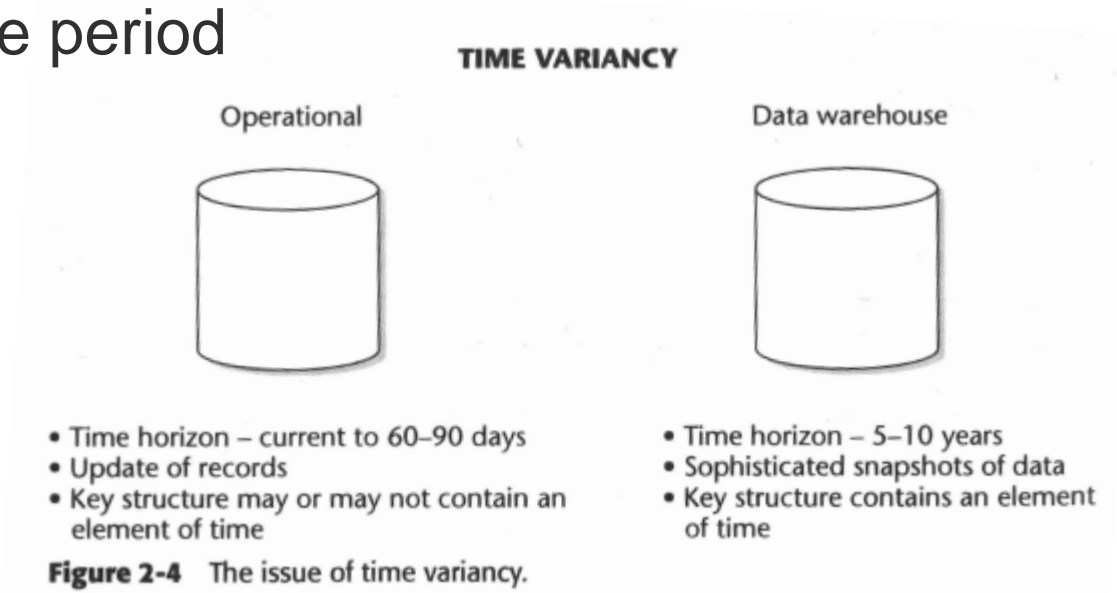 e period
TIME VARIANCY
Operational
Data warehouse
• Time horizon – current to 60–90 days
• Update of records
• Key structure may or may not contain an
element of time
• Time horizon – 5–10 years
• Sophisticated snapshots of data
• Key structure contains an element
of time
Figure 2-4 The issue of time variancy.